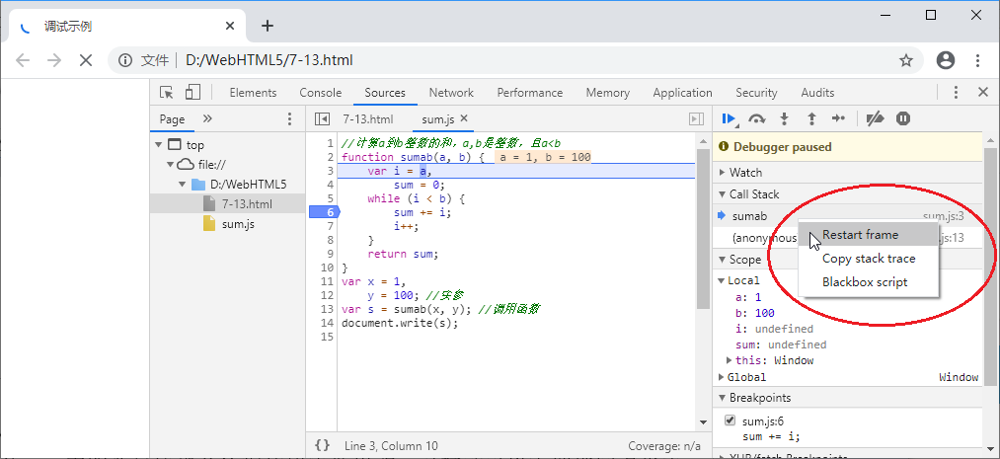 调试示例
文件 D:/WebHTML5/7-13.html
Elements Console Sources Network Performance Memory Application Security Audits
Page
top
file://
D:/WebHTML5
7-13.html
sum.js
7-13.html sum.js
1 //计算a到b整数的和，a,b是整数，且a<b
2 function sumab(a, b) { a = 1, b = 100
3 var i = a,
4 sum = 0;
5 while (i < b) {
6 sum += i;
7 i++;
8 }
9 return sum;
10 }
11 var x = 1,
12 y = 100; //实参
13 var s = sumab(x, y); //调用函数
14 document.write(s);
15
{} Line 3, Column 10 Coverage: n/a
Debugger paused
Watch
Call Stack
sumab sum.js:3
(anonymous .js:13
Restart frame
Copy stack trace
Blackbox script
Scope
Local
a: 1
b: 100
i: undefined
sum: undefined
this: Window
Global Window
Breakpoints
sum.js:6
sum += i;
XHR/fetch Breakpoints